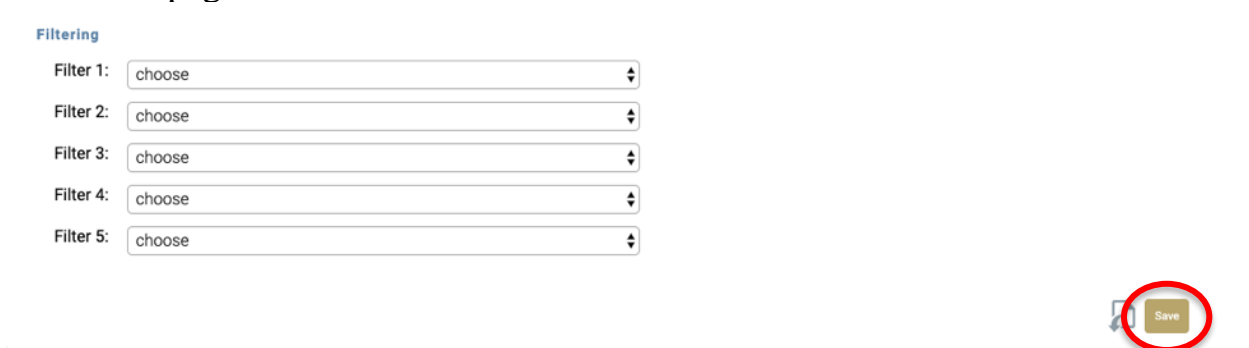 Filtering
Filter 1: choose
Filter 2: choose
Filter 3: choose
Filter 4: choose
Filter 5: choose
Save